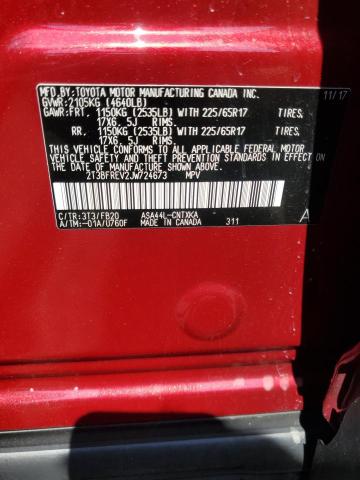 MFD.BY:TOYOTA MOTOR MANUFACTURING CANADA INC. 11/17
GVWR:2105KG(4640LB)
GAWR:FRT. 1150KG(2535LB)WITH 225/65R17 TIRES,
17X6.5J RIMS.
RR. 1150KG(2535LB)WITH 225/65R17 TIRES,
17X6.5J RIMS.
THIS VEHICLE CONFORMS TO ALL APPLICABLE FEDERAL MOTOR
VEHICLE SAFETY STANDARDS IN EFFECT ON THE DATE OF
MANUFACTURE SHOWN ABOVE.
2T3BFREV2JW724673 MPV
C/TR:3T3/FB20 ASA44L-CNTXKA A
A/TM:-01A/U760F MADE IN CANADA 311